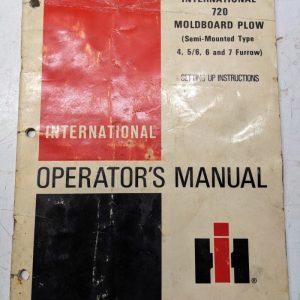 INTERNATIONAL
720
MOLDBOARD PLOW
(Semi-Mounted Type
4, 5/6, 6 and 7 Furrow)
SETTING UP INSTRUCTIONS
INTERNATIONAL
OPERATOR'S MANUAL
IH
®